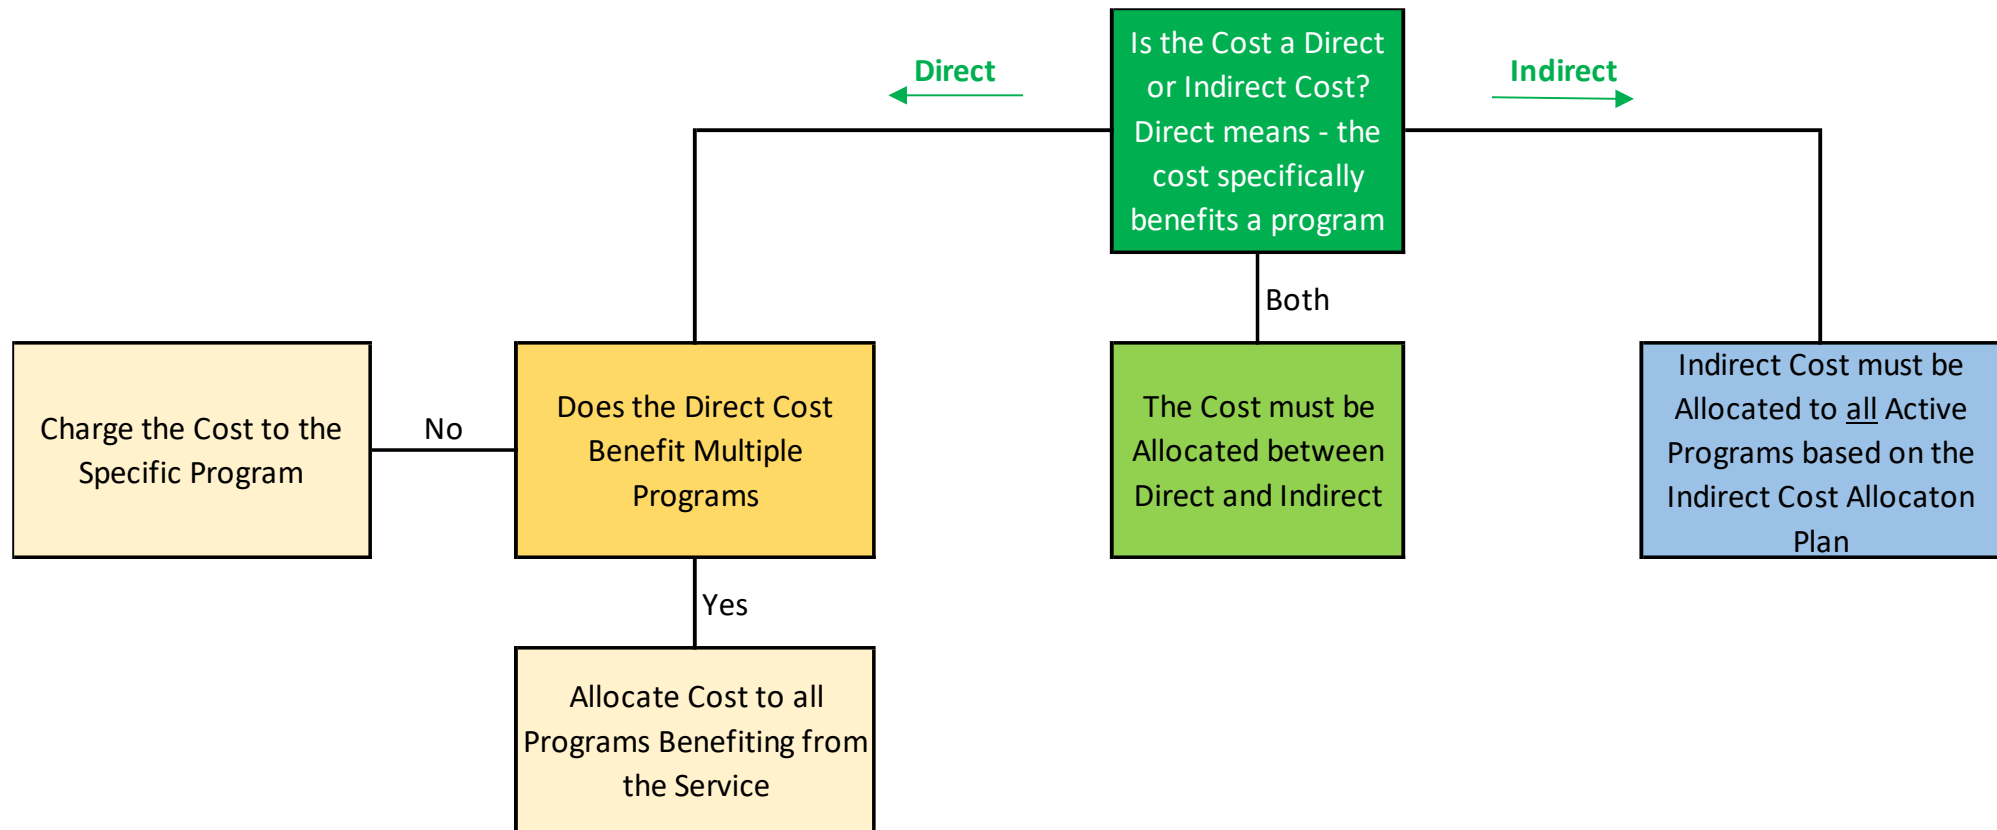 Is the Cost a Direct
or Indirect Cost?
Direct means - the
cost specifically
benefits a program
Direct
Indirect
Both
Charge the Cost to the
Specific Program
No
Does the Direct Cost
Benefit Multiple
Programs
The Cost must be
Allocated between
Direct and Indirect
Indirect Cost must be
Allocated to all Active
Programs based on the
Indirect Cost Allocaton
Plan
Yes
Allocate Cost to all
Programs Benefiting from
the Service